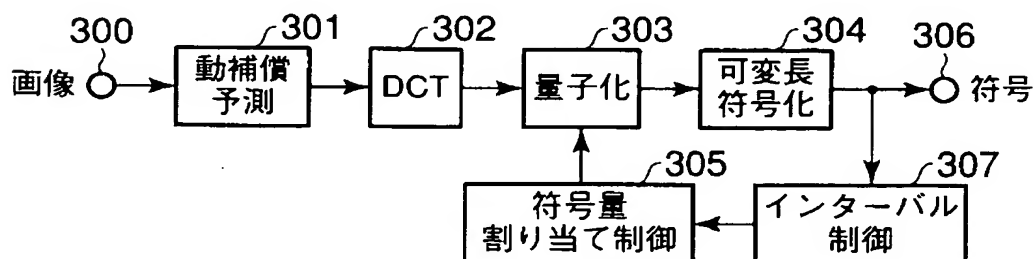 300
301
302
303
304
306
画像
動補償
予測
DCT
量子化
可変長
符号化
符号
305
307
符号量
割り当て制御
インターバル
制御